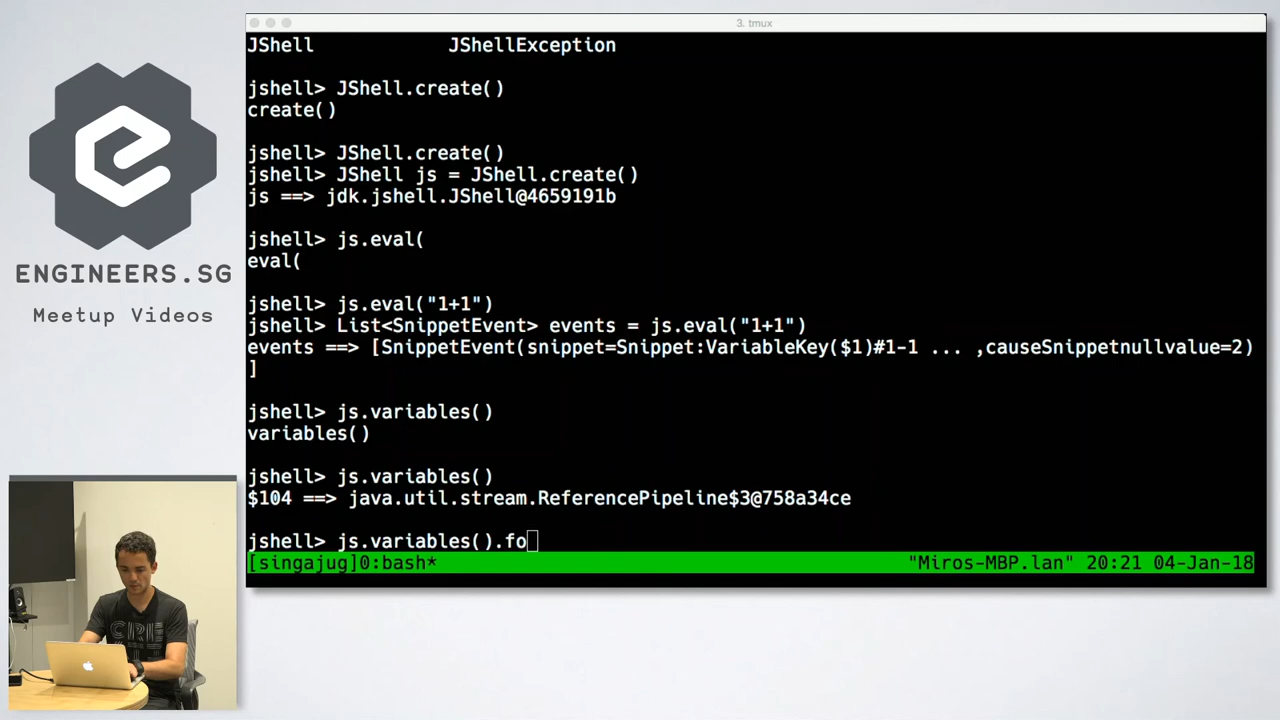 3. tmux
JShell JShellException
jshell> JShell.create()
create()
jshell> JShell.create()
jshell> JShell js = JShell.create()
js ==> jdk.jshell.JShell@4659191b
jshell> js.eval(
eval(
jshell> js.eval("1+1")
jshell> List<SnippetEvent> events = js.eval("1+1")
events ==> [SnippetEvent(snippet=Snippet:VariableKey($1)#1-1 ... ,causeSnippetnullvalue=2)
]
jshell> js.variables()
variables()
jshell> js.variables()
$104 ==> java.util.stream.ReferencePipeline$3@758a34ce
jshell> js.variables().fo
[singajug]0:bash* "Miros-MBP.lan" 20:21 04-Jan-18
ENGINEERS.SG
Meetup Videos
CRE